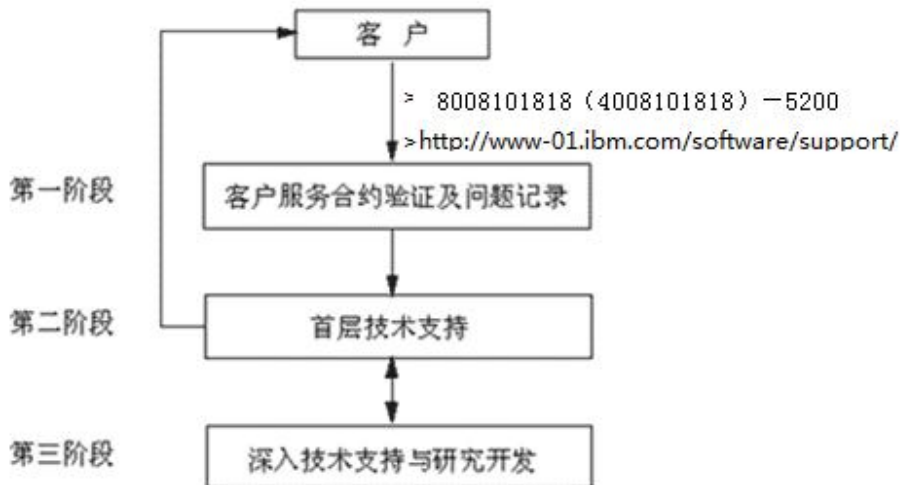 客 户
> 8008101818（4008101818）－5200
>http://www-01.ibm.com/software/support/
第一阶段
客户服务合约验证及问题记录
第二阶段
首层技术支持
第三阶段
深入技术支持与研究开发